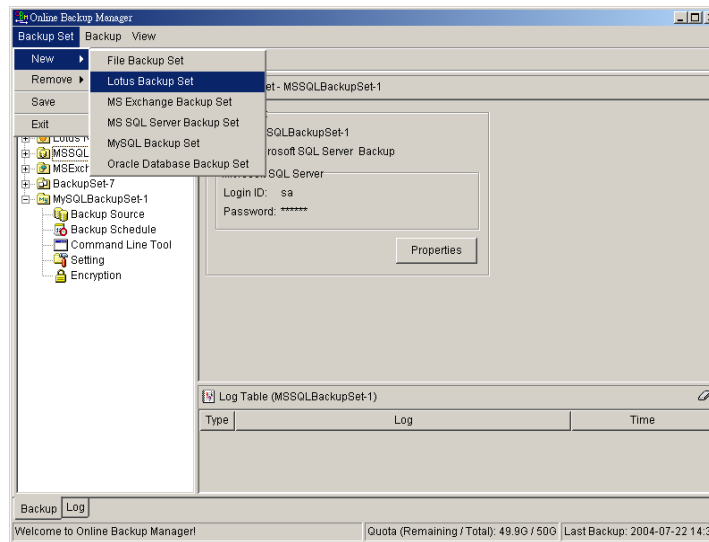 Online Backup Manager
Backup Set Backup View
New
Remove
Save
Exit
File Backup Set
Lotus Backup Set
MS Exchange Backup Set
MS SQL Server Backup Set
MySQL Backup Set
Oracle Database Backup Set
et - MSSQLBackupSet-1
SQLBackupSet-1
rosoft SQL Server Backup
SQL Server
Login ID: sa
Password: ******
Properties
Lotus N
MSSQL
MSExch
BackupSet-7
MySQLBackupSet-1
Backup Source
Backup Schedule
Command Line Tool
Setting
Encryption
Log Table (MSSQLBackupSet-1)
Type Log Time
Backup Log
Welcome to Online Backup Manager! Quota (Remaining / Total): 49.9G / 50G Last Backup: 2004-07-22 14:3